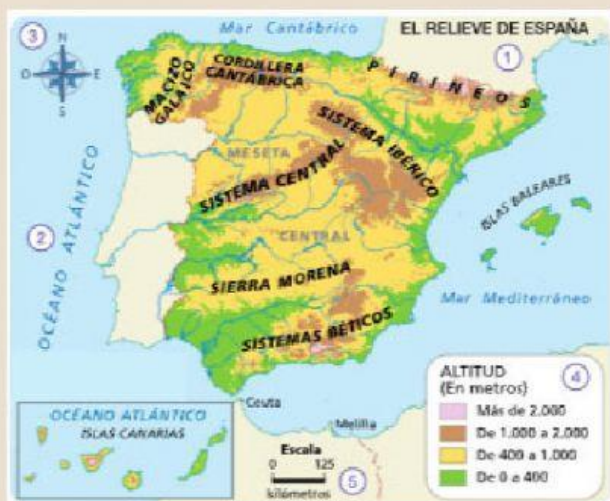 Mar Cantábrico
EL RELIEVE DE ESPAÑA
3
N
O
E
S
1
MACIZO
GALAICO
CORDILLERA
CANTÁBRICA
PIRINEOS
SISTEMA IBÉRICO
MESETA
SISTEMA CENTRAL
CENTRAL
ISLAS BALEARES
2
OCÉANO ATLÁNTICO
SIERRA MORENA
Mar Mediterráneo
SISTEMAS BÉTICOS
Ceuta
Melilla
OCÉANO ATLÁNTICO
ISLAS CANARIAS
Escala
0 125
kilómetros
5
ALTITUD
(En metros)
4
Más de 2.000
De 1.000 a 2.000
De 400 a 1.000
De 0 a 400